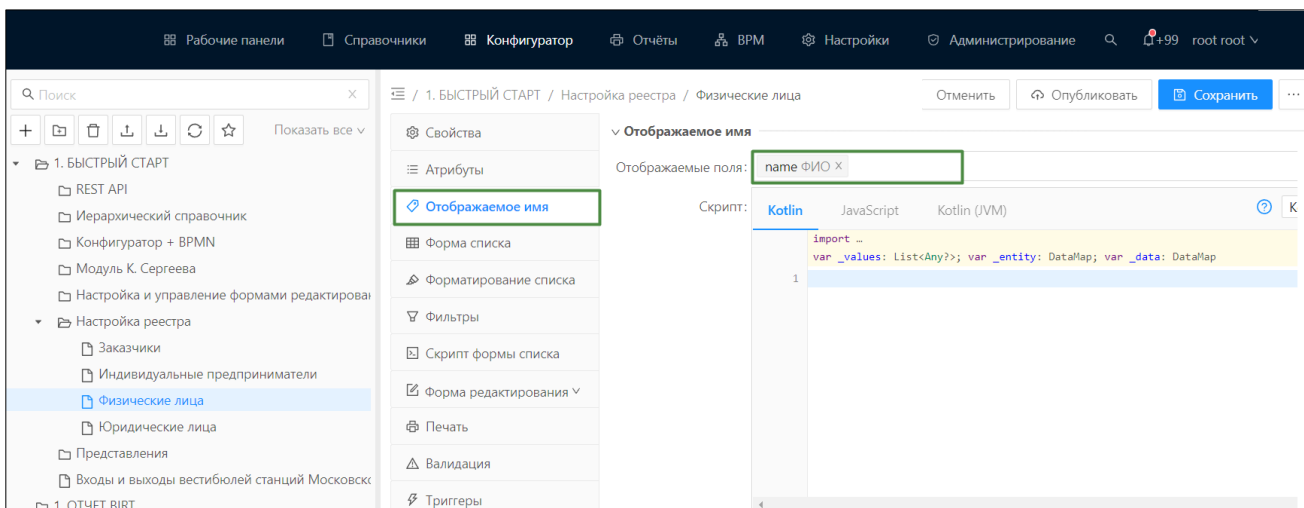 Рабочие панели Справочники Конфигуратор Отчёты BPM Настройки Администрирование +99 root root
Поиск
1. БЫСТРЫЙ СТАРТ / Настройка реестра / Физические лица
Отменить Опубликовать Сохранить ...
Показать все
1. БЫСТРЫЙ СТАРТ
REST API
Иерархический справочник
Конфигуратор + BPMN
Модуль К. Сергеева
Настройка и управление формами редактирован
Настройка реестра
Заказчики
Индивидуальные предприниматели
Физические лица
Юридические лица
Представления
Входы и выходы вестибюлей станций Московско
1. ОТЧЕТ BIRT
Свойства
Атрибуты
Отображаемое имя
Форма списка
Форматирование списка
Фильтры
Скрипт формы списка
Форма редактирования
Печать
Валидация
Триггеры
Отображаемое имя
Отображаемые поля: name ФИО ×
Скрипт: Kotlin JavaScript Kotlin (JVM) K
import …
var _values: List<Any?>; var _entity: DataMap; var _data: DataMap
1